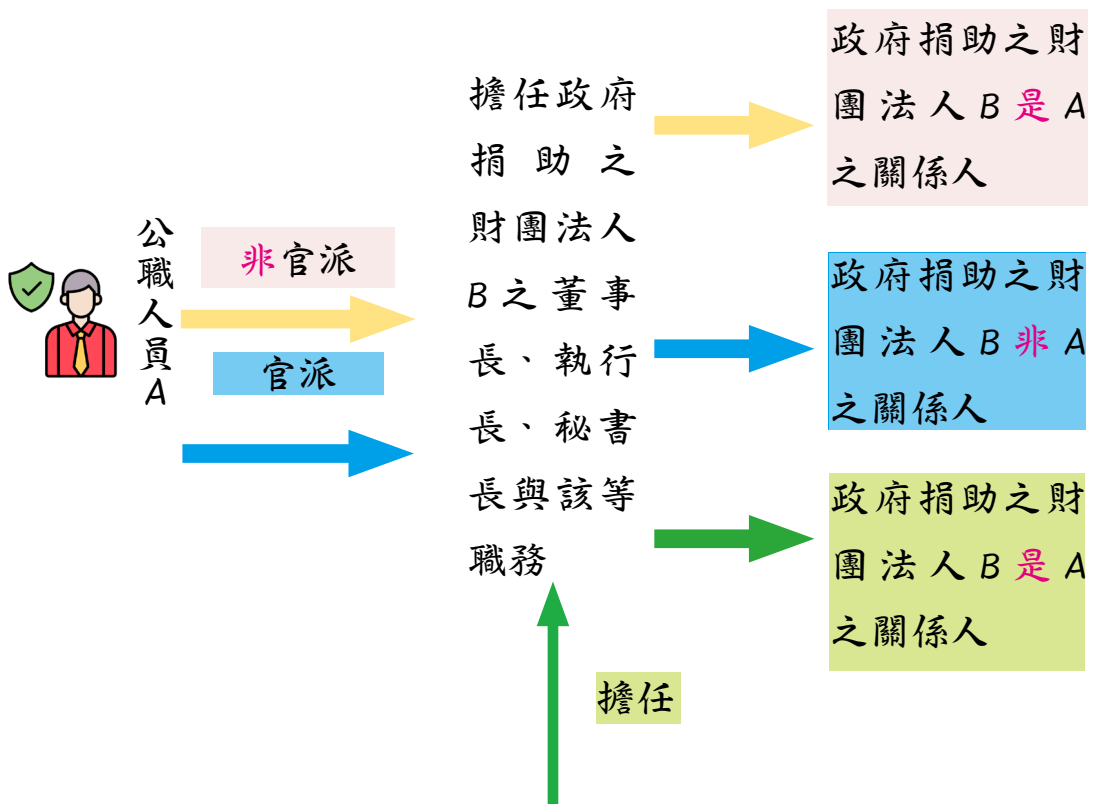 公職人員A
非官派
官派
擔任政府
捐助之
財團法人
B之董事
長、執行
長、秘書
長與該等
職務
政府捐助之財
團法人B是A
之關係人
政府捐助之財
團法人B非A
之關係人
政府捐助之財
團法人B是A
之關係人
擔任